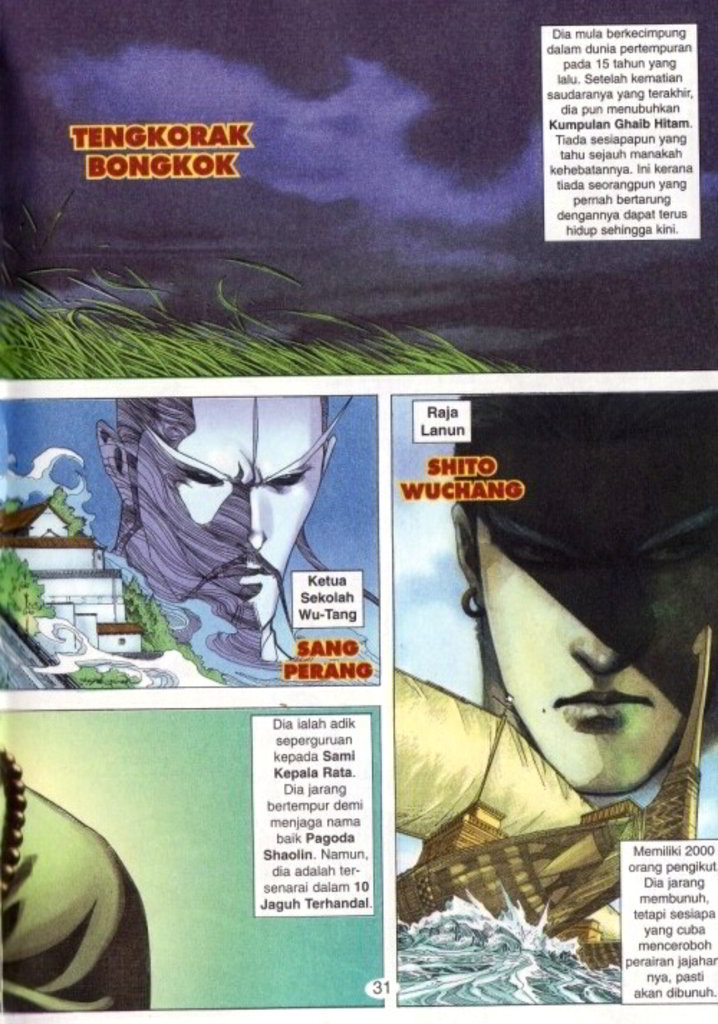 TENGKORAK
BONGKOK
Dia mula berkecimpung
dalam dunia pertempuran
pada 15 tahun yang
lalu. Setelah kematian
saudaranya yang terakhir,
dia pun menubuhkan
Kumpulan Ghaib Hitam.
Tiada sesiapapun yang
tahu sejauh manakah
kehebatannya. Ini kerana
tiada seorangpun yang
pernah bertarung
dengannya dapat terus
hidup sehingga kini.
Ketua
Sekolah
Wu-Tang
SANG
PERANG
Raja
Lanun
SHITO
WUCHANG
Dia ialah adik
seperguruan
kepada Sami
Kepala Rata.
Dia jarang
bertempur demi
menjaga nama
baik Pagoda
Shaolin. Namun,
dia adalah ter-
senarai dalam 10
Jaguh Terhandal.
Memiliki 2000
orang pengikut.
Dia jarang
membunuh,
tetapi sesiapa
yang cuba
menceroboh
perairan jajahan
nya, pasti
akan dibunuh.
31